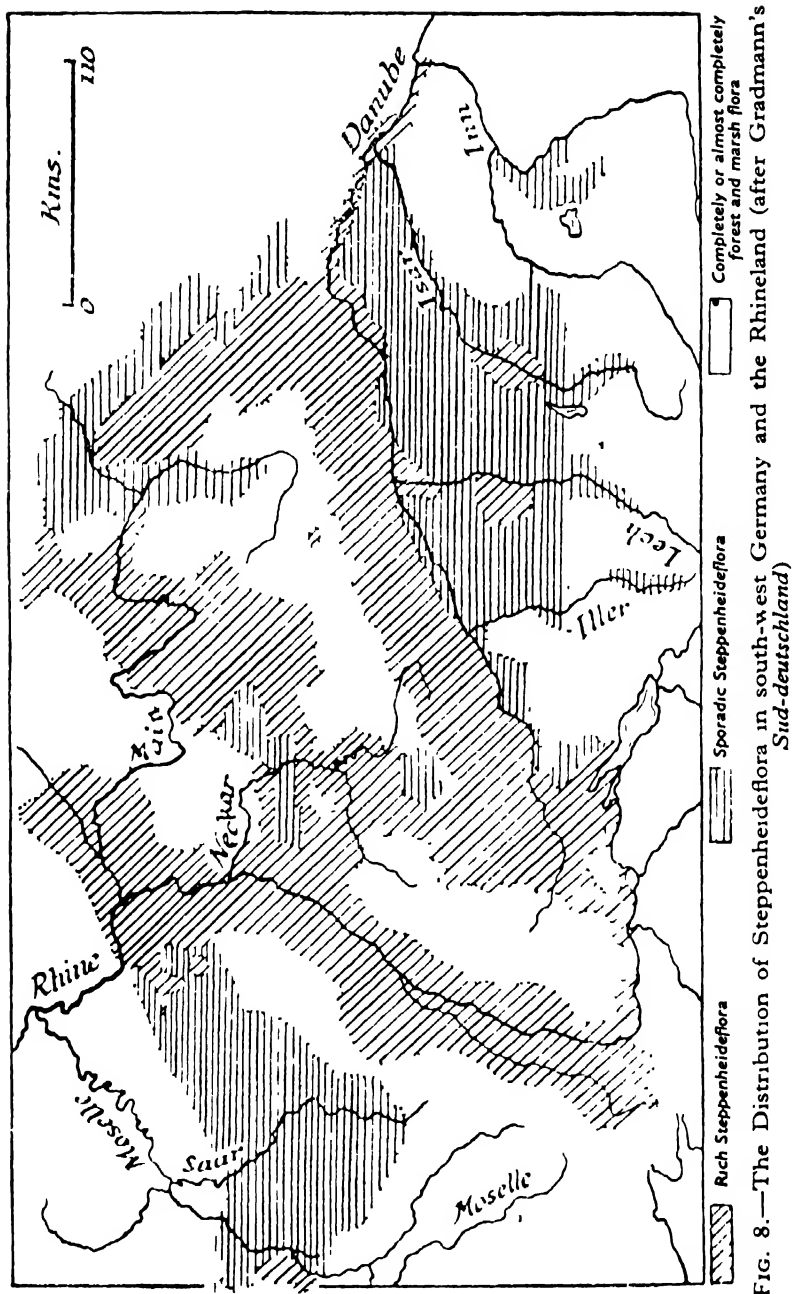 Kms.
0 110
Danube
Inn
Isar
Lech
Iller
Main
Neckar
Rhine
Moselle
Saar
Moselle
Rich Steppenheideflora
Sporadic Steppenheideflora
Completely or almost completely
forest and marsh flora
FIG. 8.—The Distribution of Steppenheideflora in south-west Germany and the Rhineland (after Gradmann's
Sud-deutschland)